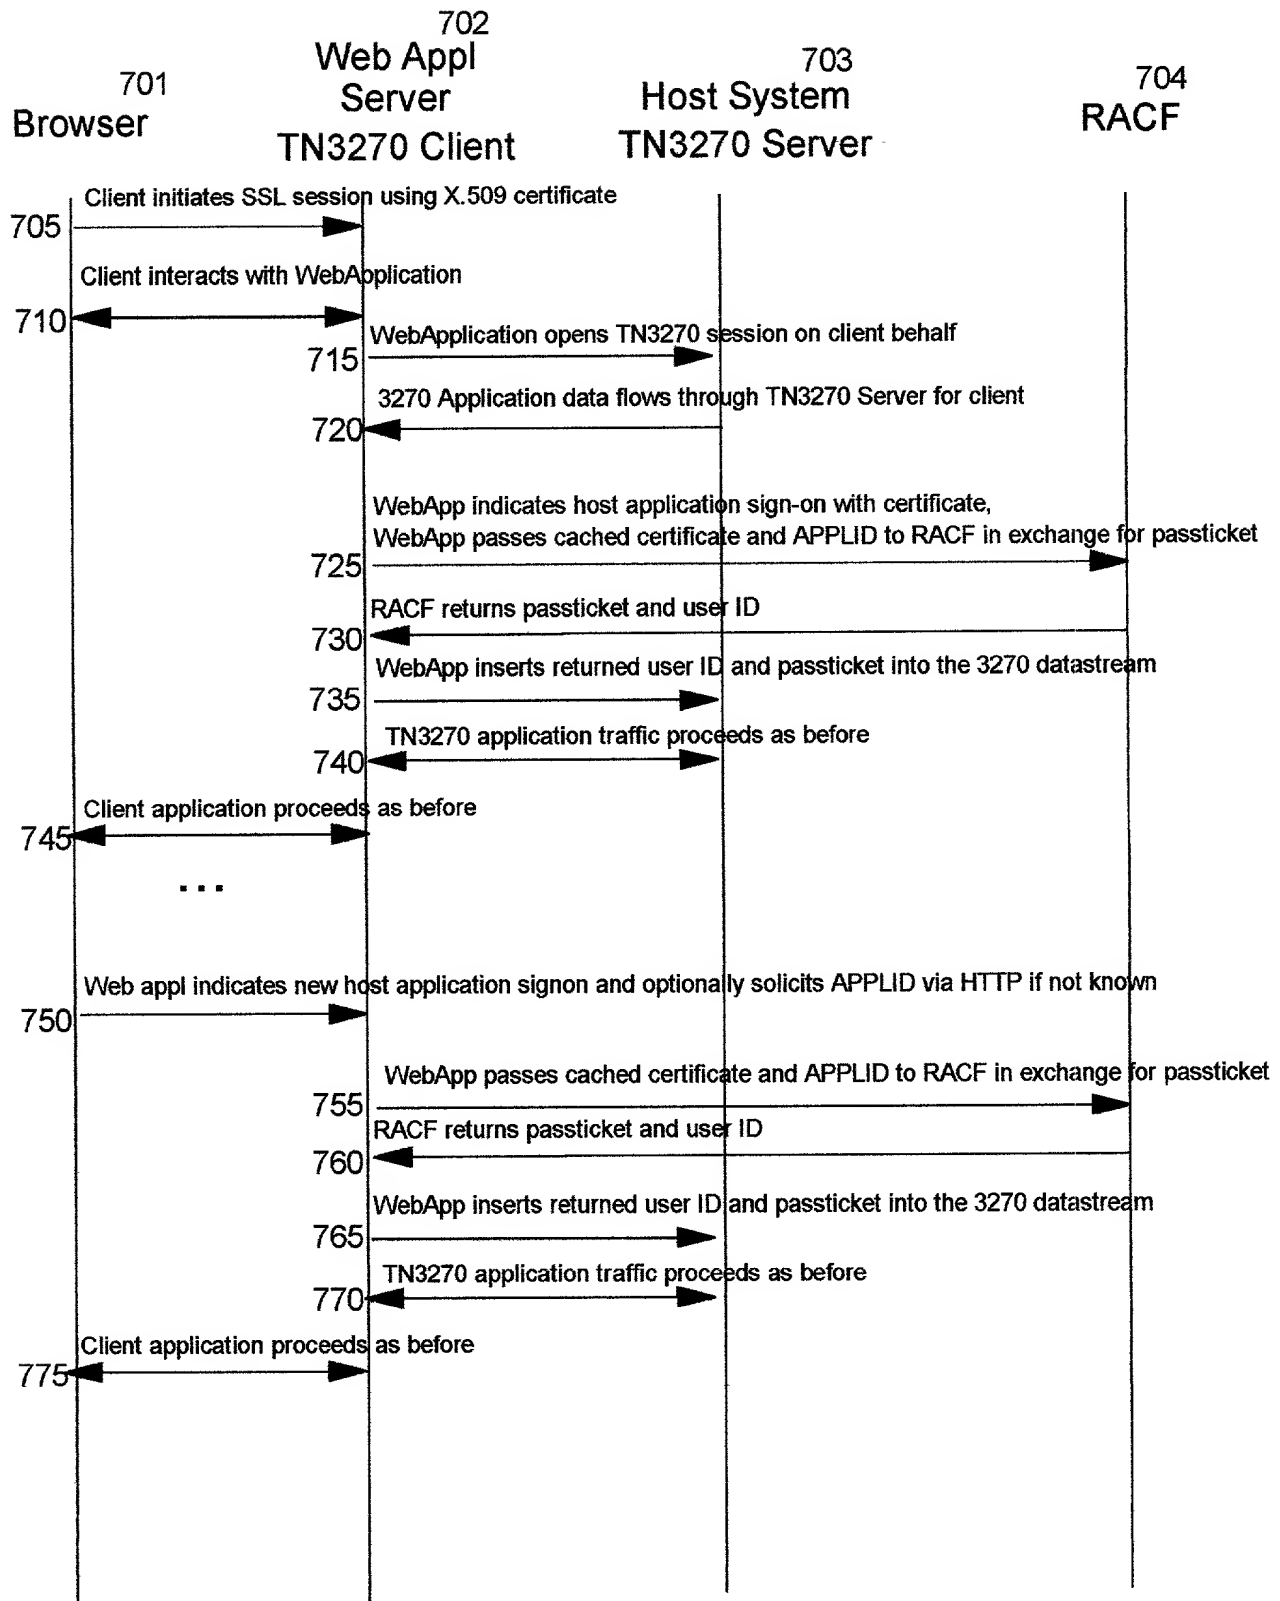 702
Web Appl
Server
TN3270 Client
701
Browser
703
Host System
TN3270 Server
704
RACF
Client initiates SSL session using X.509 certificate
705
Client interacts with WebApplication
710
WebApplication opens TN3270 session on client behalf
715
3270 Application data flows through TN3270 Server for client
720
WebApp indicates host application sign-on with certificate,
WebApp passes cached certificate and APPLID to RACF in exchange for passticket
725
RACF returns passticket and user ID
730
WebApp inserts returned user ID and passticket into the 3270 datastream
735
TN3270 application traffic proceeds as before
740
Client application proceeds as before
745
...
Web appl indicates new host application signon and optionally solicits APPLID via HTTP if not known
750
WebApp passes cached certificate and APPLID to RACF in exchange for passticket
755
RACF returns passticket and user ID
760
WebApp inserts returned user ID and passticket into the 3270 datastream
765
TN3270 application traffic proceeds as before
770
Client application proceeds as before
775